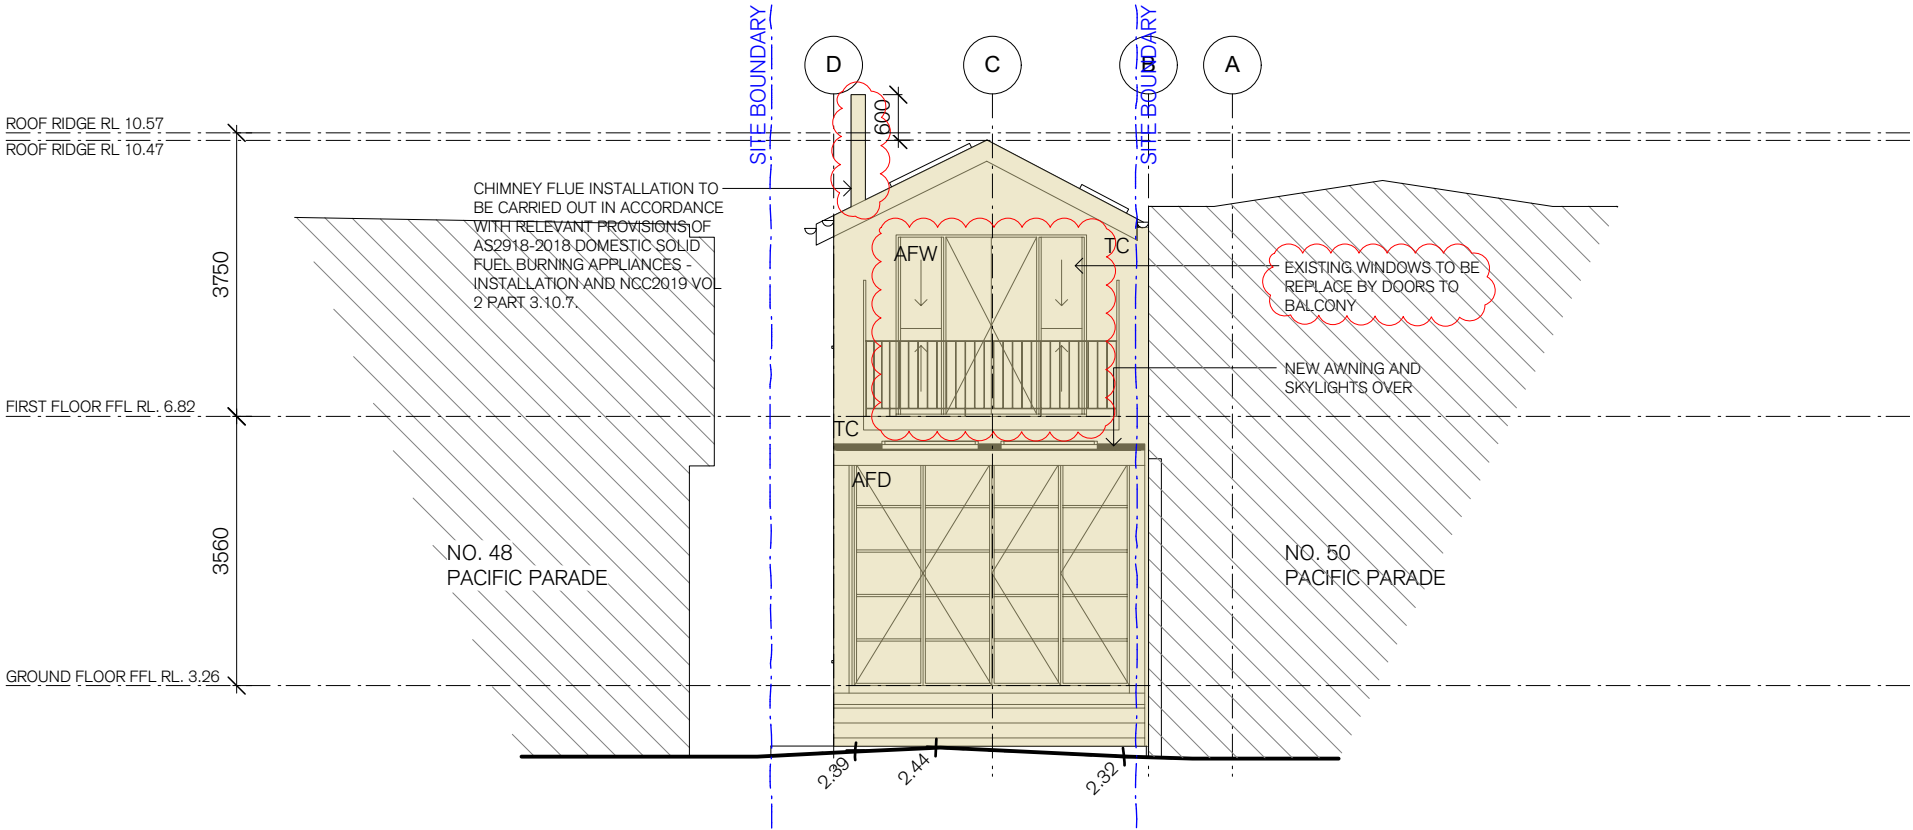 SITE BOUNDARY
SITE BOUNDARY
D
C
B
A
600
ROOF RIDGE RL 10.57
ROOF RIDGE RL 10.47
CHIMNEY FLUE INSTALLATION TO
BE CARRIED OUT IN ACCORDANCE
WITH RELEVANT PROVISIONS OF
AS2918-2018 DOMESTIC SOLID
FUEL BURNING APPLIANCES -
INSTALLATION AND NCC2019 VOL
2 PART 3.10.7.
AFW
TC
EXISTING WINDOWS TO BE
REPLACE BY DOORS TO
BALCONY
3750
NEW AWNING AND
SKYLIGHTS OVER
FIRST FLOOR FFL RL. 6.82
TC
AFD
3560
NO. 48
PACIFIC PARADE
NO. 50
PACIFIC PARADE
GROUND FLOOR FFL RL. 3.26
2.39
2.44
2.32